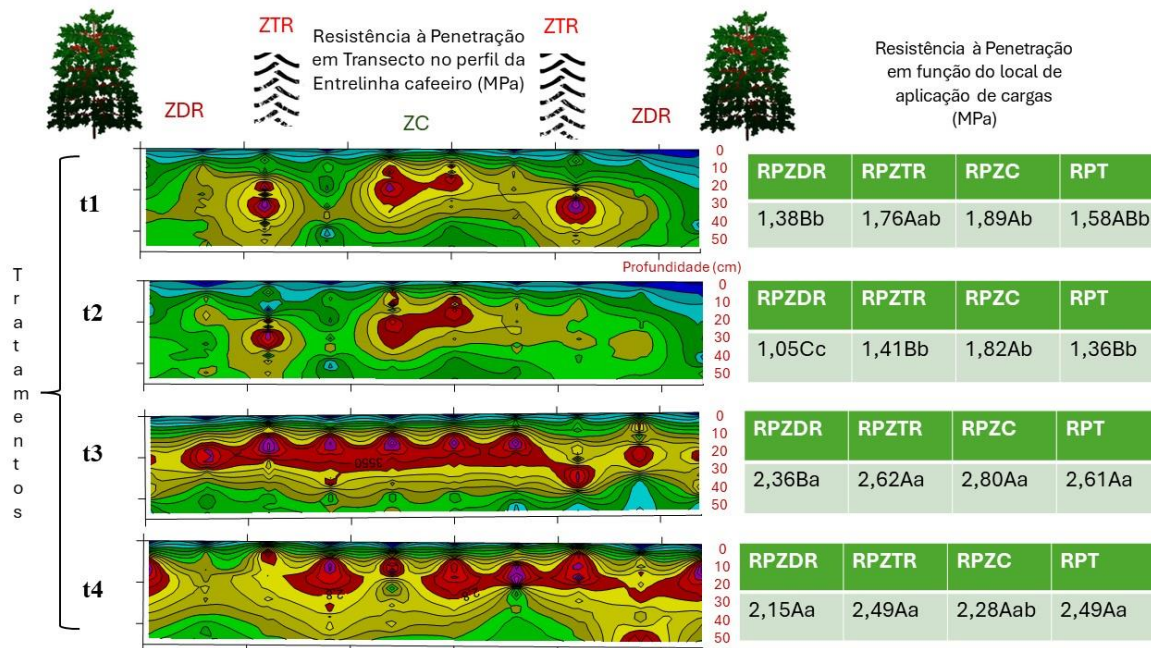 ZTR
Resistência à Penetração
em Transecto no perfil da
Entrelinha cafeeiro (MPa)
ZTR
Resistência à Penetração
em função do local de
aplicação de cargas
(MPa)
ZDR
ZC
ZDR
Tratamentos
t1
0
10
20
30
40
50
RPZDR RPZTR RPZC RPT
1,38Bb 1,76Aab 1,89Ab 1,58ABb
Profundidade (cm)
t2
0
10
20
30
40
50
RPZDR RPZTR RPZC RPT
1,05Cc 1,41Bb 1,82Ab 1,36Bb
t3
3550
0
10
20
30
40
50
RPZDR RPZTR RPZC RPT
2,36Ba 2,62Aa 2,80Aa 2,61Aa
t4
0
10
20
30
40
50
RPZDR RPZTR RPZC RPT
2,15Aa 2,49Aa 2,28Aab 2,49Aa